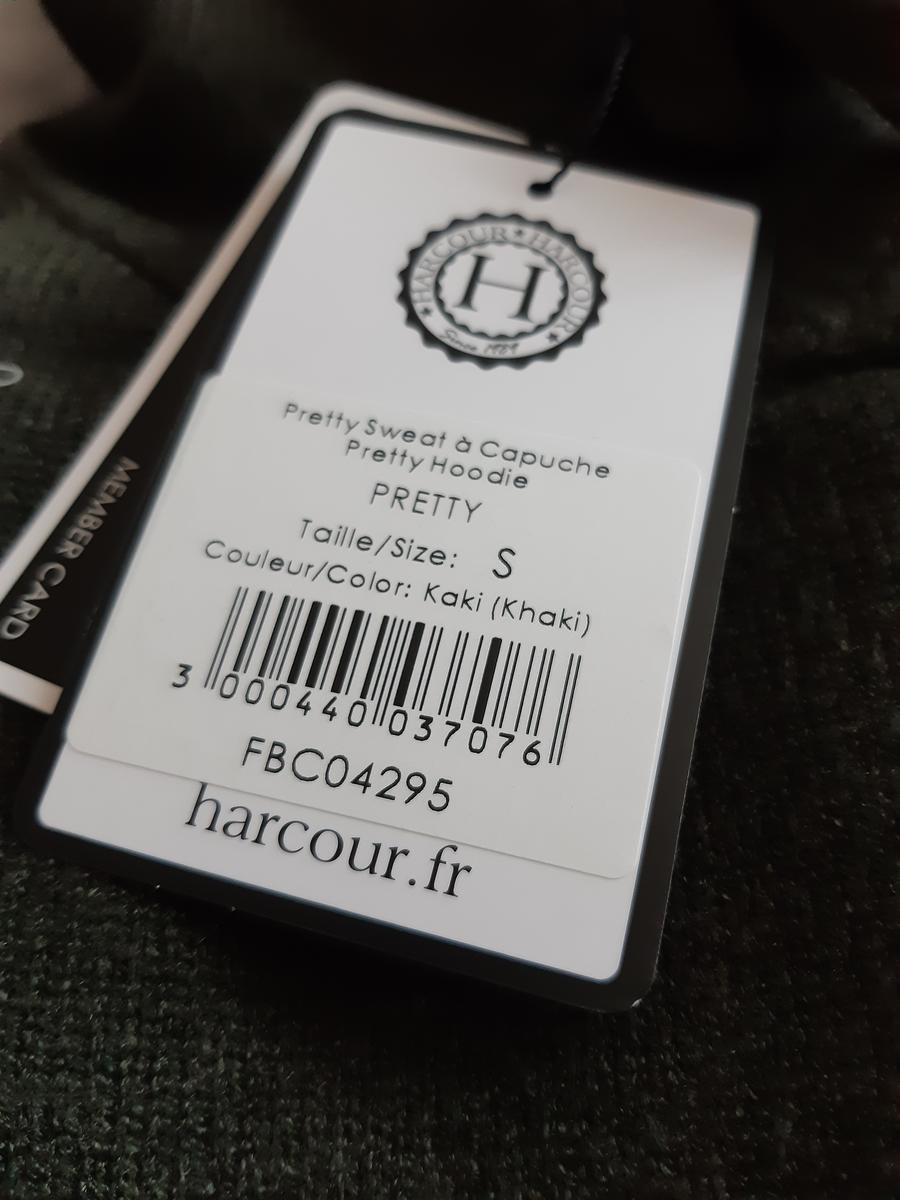 HARCOUR ★ HARCOUR
H
Since 1989
Pretty Sweat à Capuche
Pretty Hoodie
PRETTY
Taille/Size: S
Couleur/Color: Kaki (Khaki)
3 000440 037076
FBC04295
harcour.fr
MEMBER CARD